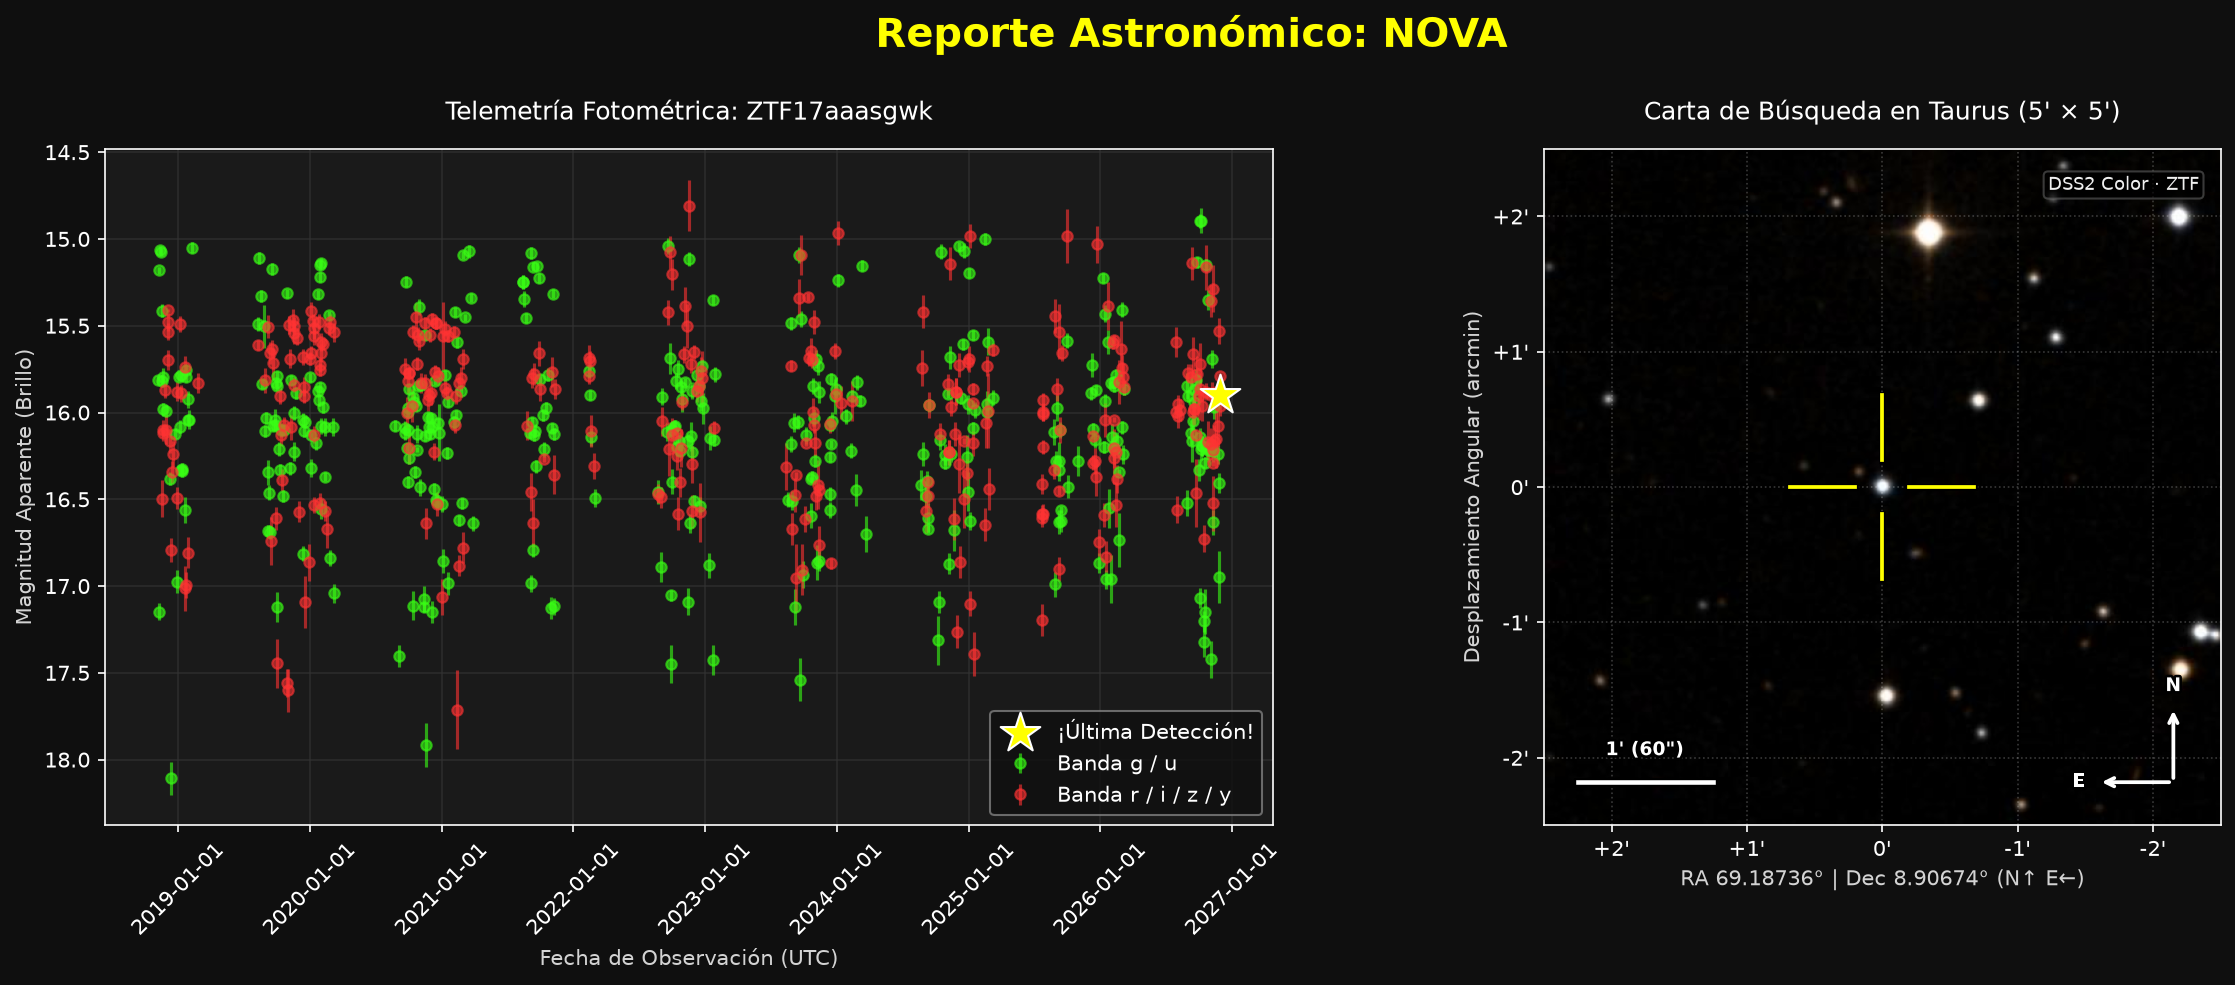 Reporte Astronómico: NOVA
Telemetría Fotométrica: ZTF17aaasgwk
Magnitud Aparente (Brillo)
14.5
15.0
15.5
16.0
16.5
17.0
17.5
18.0
¡Última Detección!
Banda g / u
Banda r / i / z / y
2019-01-01
2020-01-01
2021-01-01
2022-01-01
2023-01-01
2024-01-01
2025-01-01
2026-01-01
2027-01-01
Fecha de Observación (UTC)
Carta de Búsqueda en Taurus (5' × 5')
Desplazamiento Angular (arcmin)
+2'
+1'
0'
-1'
-2'
DSS2 Color · ZTF
1' (60")
N
E
+2'
+1'
0'
-1'
-2'
RA 69.18736° | Dec 8.90674° (N↑ E←)